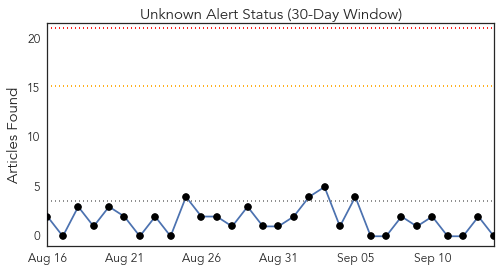 Unknown Alert Status (30-Day Window)
Articles Found
20
15
10
5
0
Aug 16
Aug 21
Aug 26
Aug 31
Sep 05
Sep 10